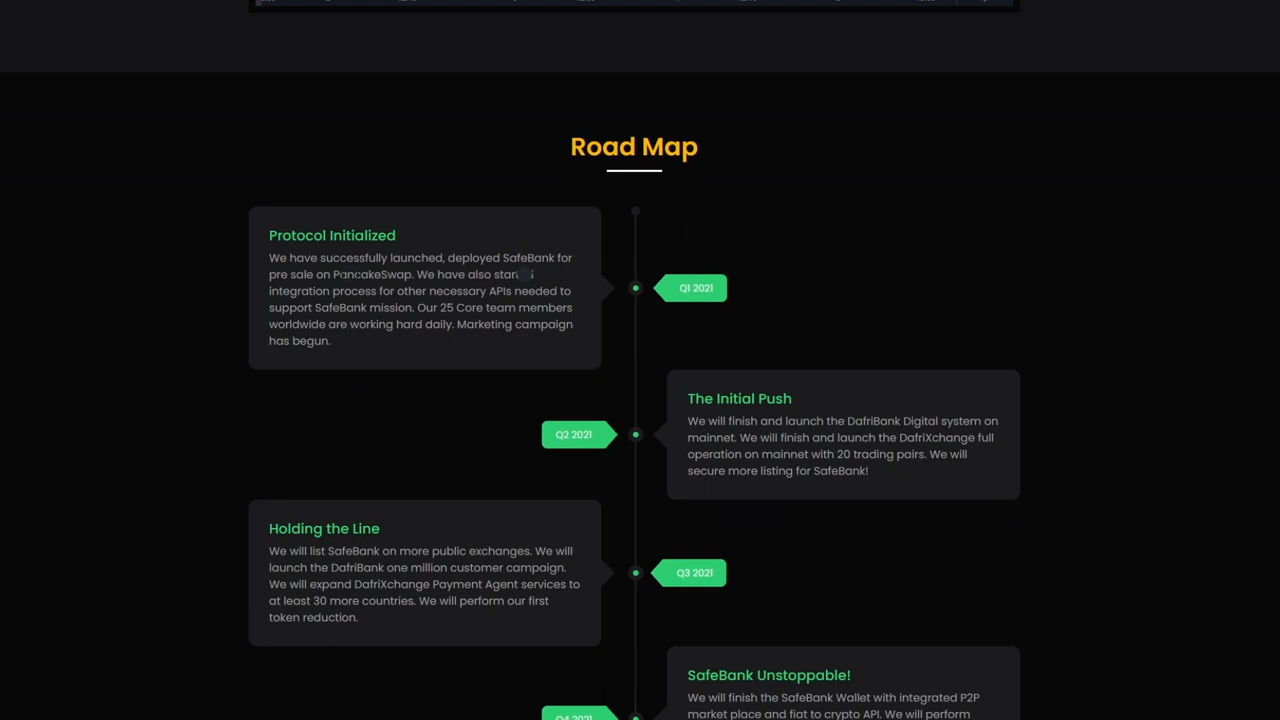 Road Map
Protocol Initialized
We have successfully launched, deployed SafeBank for
pre sale on PancakeSwap. We have also started
integration process for other necessary APIs needed to
support SafeBank mission. Our 25 Core team members
worldwide are working hard daily. Marketing campaign
has begun.
Q1 2021
The Initial Push
We will finish and launch the DafriBank Digital system on
mainnet. We will finish and launch the DafriXchange full
operation on mainnet with 20 trading pairs. We will
secure more listing for SafeBank!
Q2 2021
Holding the Line
We will list SafeBank on more public exchanges. We will
launch the DafriBank one million customer campaign.
We will expand DafriXchange Payment Agent services to
at least 30 more countries. We will perform our first
token reduction.
Q3 2021
SafeBank Unstoppable!
We will finish the SafeBank Wallet with integrated P2P
market place and fiat to crypto API. We will perform
Q4 2021